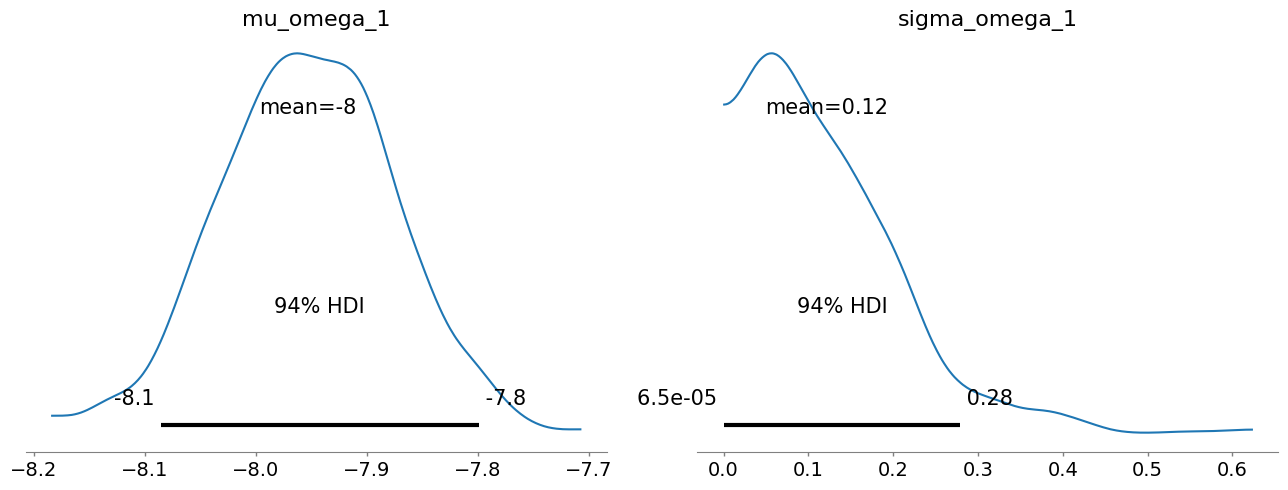 mu_omega_1
mean=-8
94% HDI
-8.1
-7.8
−8.2 −8.1 −8.0 −7.9 −7.8 −7.7
sigma_omega_1
mean=0.12
94% HDI
6.5e-05
0.28
0.0 0.1 0.2 0.3 0.4 0.5 0.6